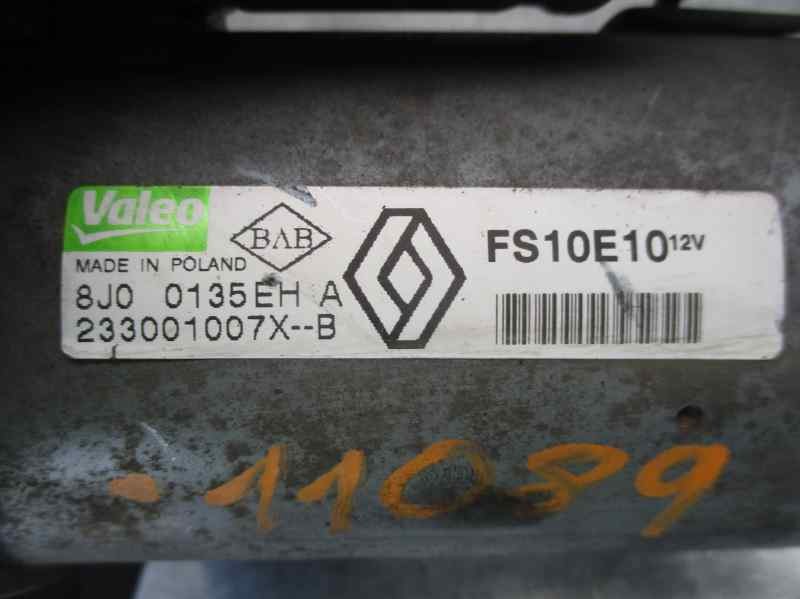 Valeo
BAB
MADE IN POLAND
8J0 0135EH A
233001007X--B
FS10E10 12V
-11089